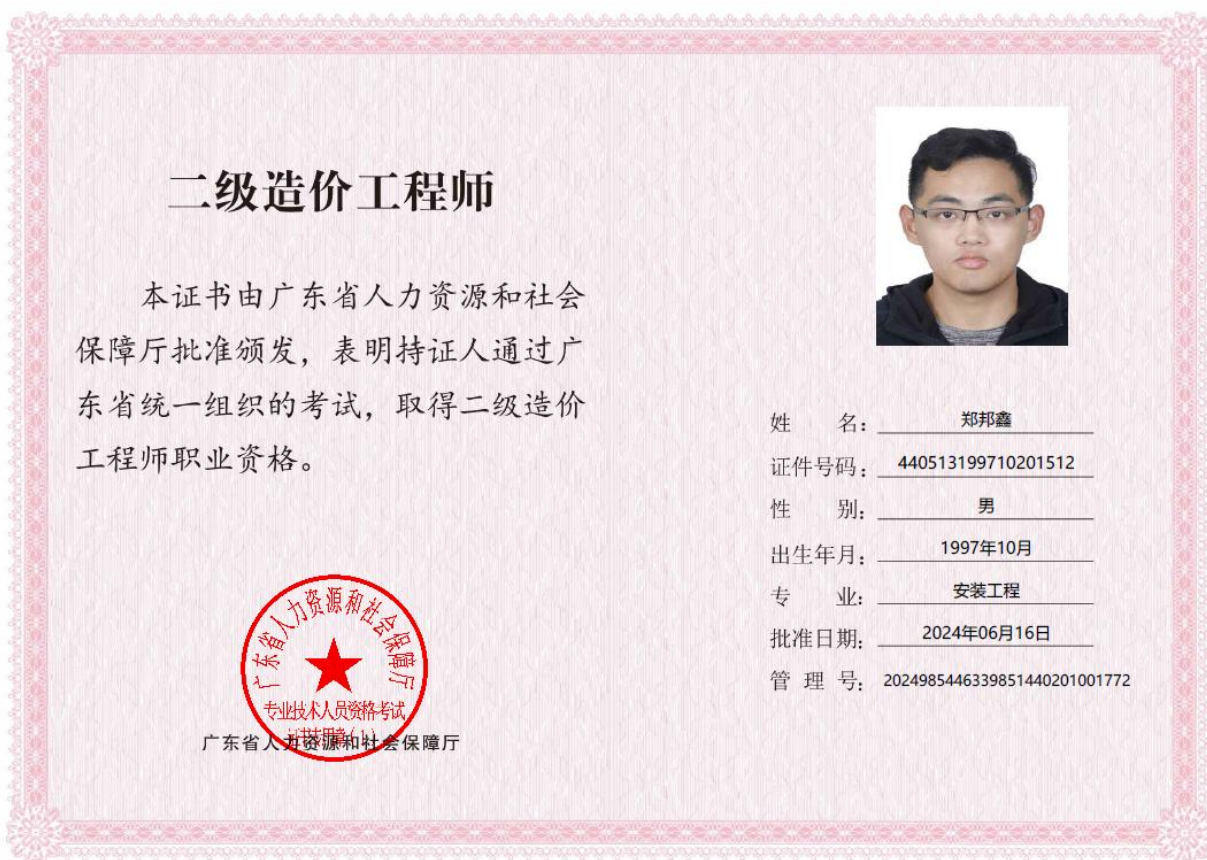 二级造价工程师
本证书由广东省人力资源和社会
保障厅批准颁发，表明持证人通过广
东省统一组织的考试，取得二级造价
工程师职业资格。
广东省人力资源和社会保障厅
专业技术人员资格考试
证书专用章(1)
广东省人力资源和社会保障厅
姓 名：郑邦鑫
证件号码：440513199710201512
性 别：男
出生年月：1997年10月
专 业：安装工程
批准日期：2024年06月16日
管 理 号：2024985446339851440201001772